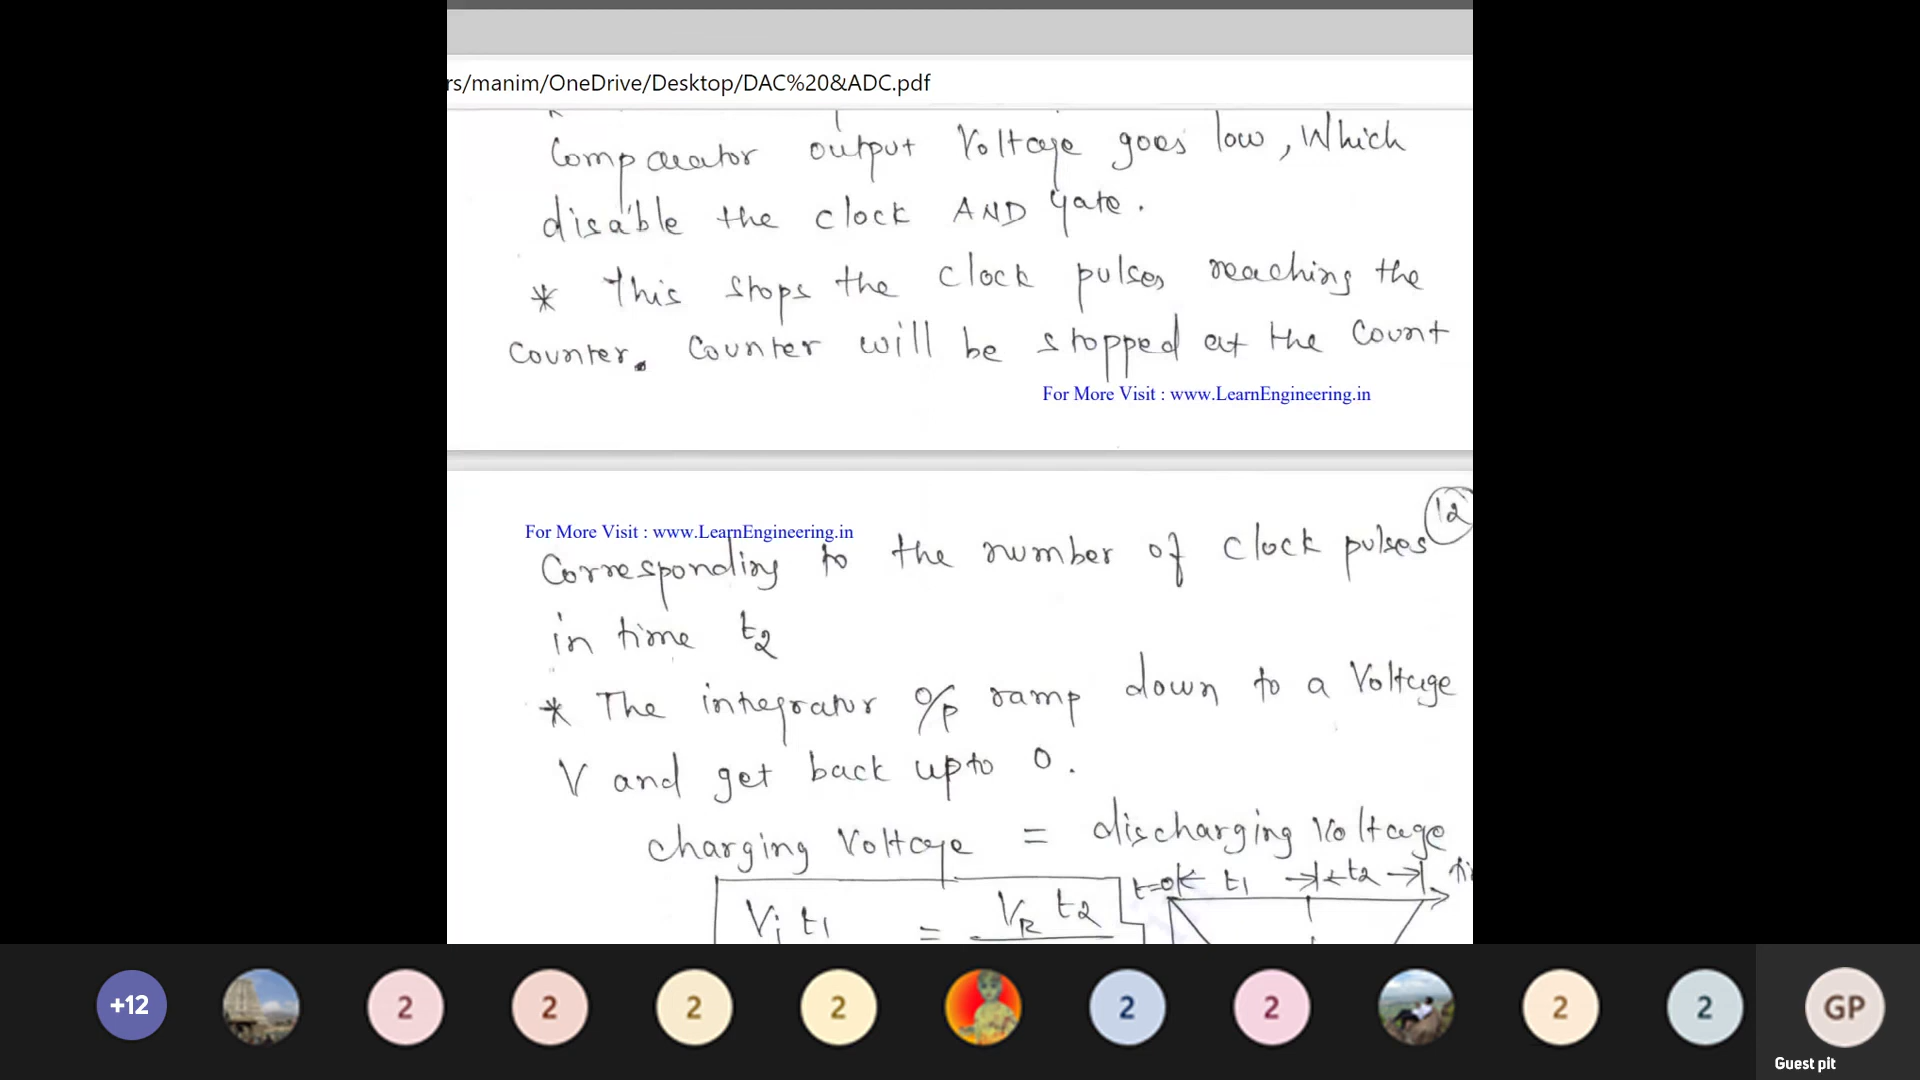 rs/manim/OneDrive/Desktop/DAC%20&ADC.pdf
Comparator output Voltage goes low, Which
disable the clock AND gate.
* This stops the clock pulses reaching the
counter. Counter will be stopped at the Count
For More Visit : www.LearnEngineering.in
12
For More Visit : www.LearnEngineering.in
Corresponding to the number of clock pulses
in time t2
* The integrator o/p ramp down to a Voltage
V and get back upto 0.
charging Voltage = discharging Voltage
t=0 t1 t2
Vi t1 = VR t2
+12 2 2 2 2 2 2 2 2 GP
Guest pit